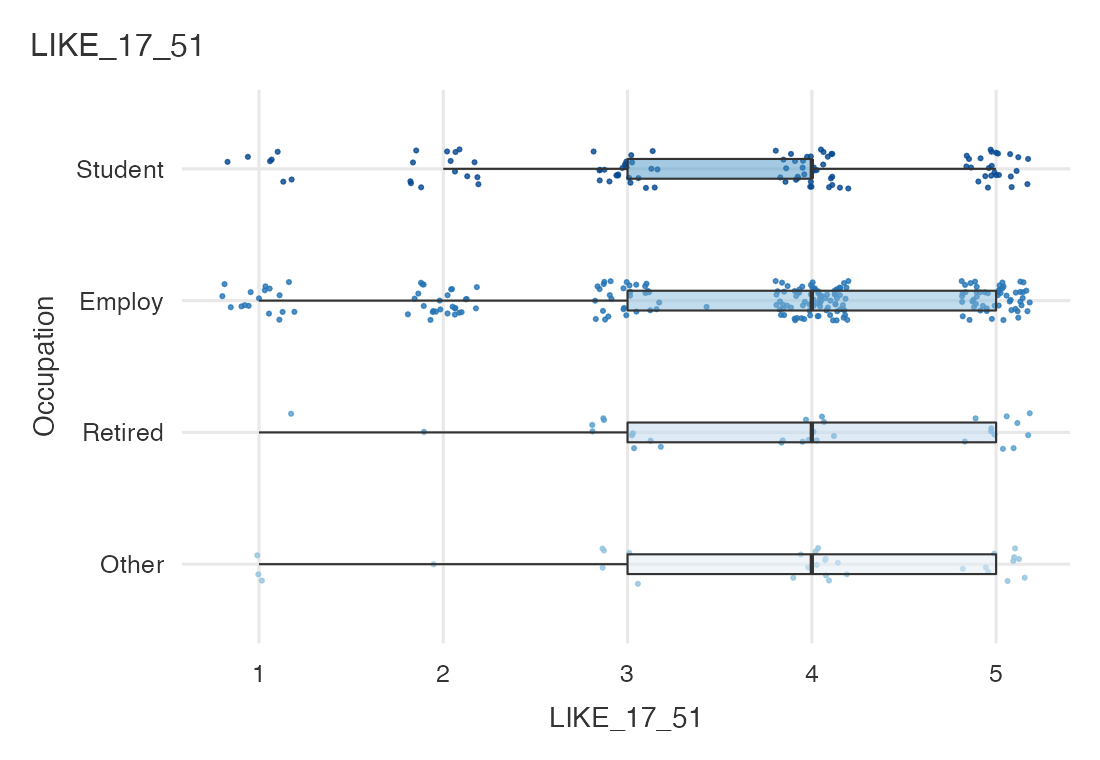 LIKE_17_51
Occupation
Student
Employ
Retired
Other
1 2 3 4 5
LIKE_17_51